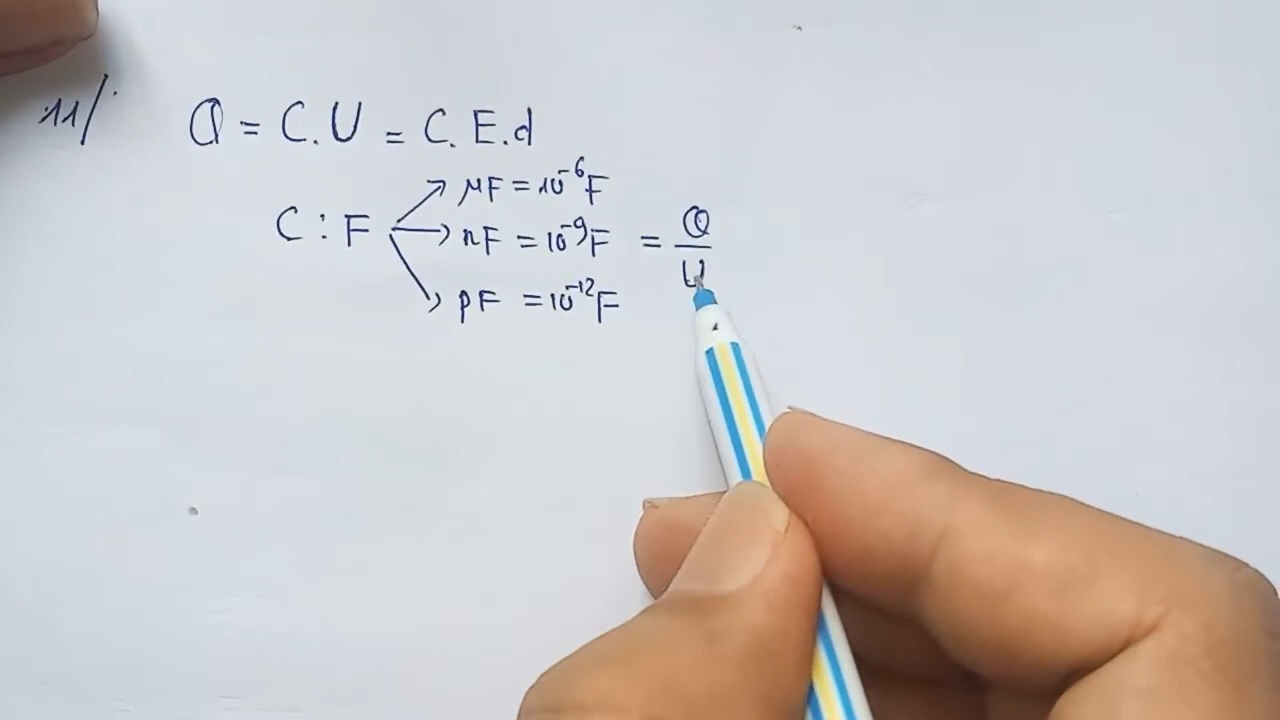 11/ Q = C.U = C.E.d
μF = 10⁻⁶F
C : F nF = 10⁻⁹F = Q/U
pF = 10⁻¹²F